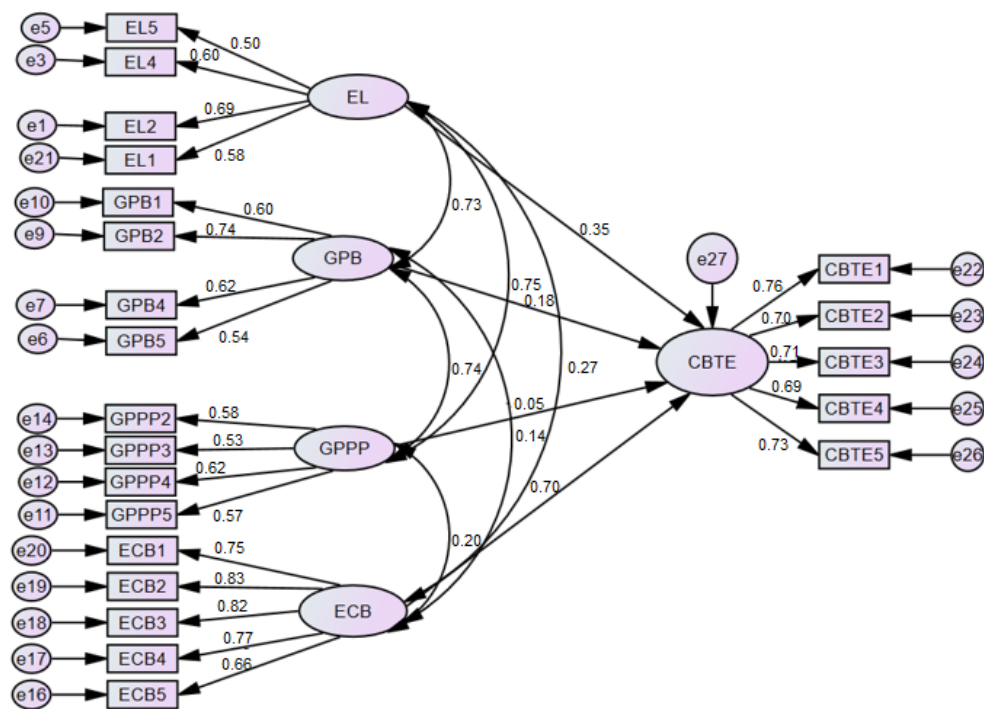 e5
EL5
0.50
e3
EL4
0.60
EL
e1
EL2
0.69
e21
EL1
0.58
e10
GPB1
0.60
0.73
e9
GPB2
0.74
0.35
GPB
e27
e7
GPB4
0.62
0.75
0.18
e6
GPB5
0.54
CBTE
0.76
CBTE1
e22
0.70
CBTE2
e23
0.71
CBTE3
e24
0.69
CBTE4
e25
0.73
CBTE5
e26
0.74
0.27
0.05
0.14
e14
GPPP2
0.58
e13
GPPP3
0.53
GPPP
e12
GPPP4
0.62
0.70
e11
GPPP5
0.57
0.20
e20
ECB1
0.75
e19
ECB2
0.83
ECB
e18
ECB3
0.82
e17
ECB4
0.77
e16
ECB5
0.66